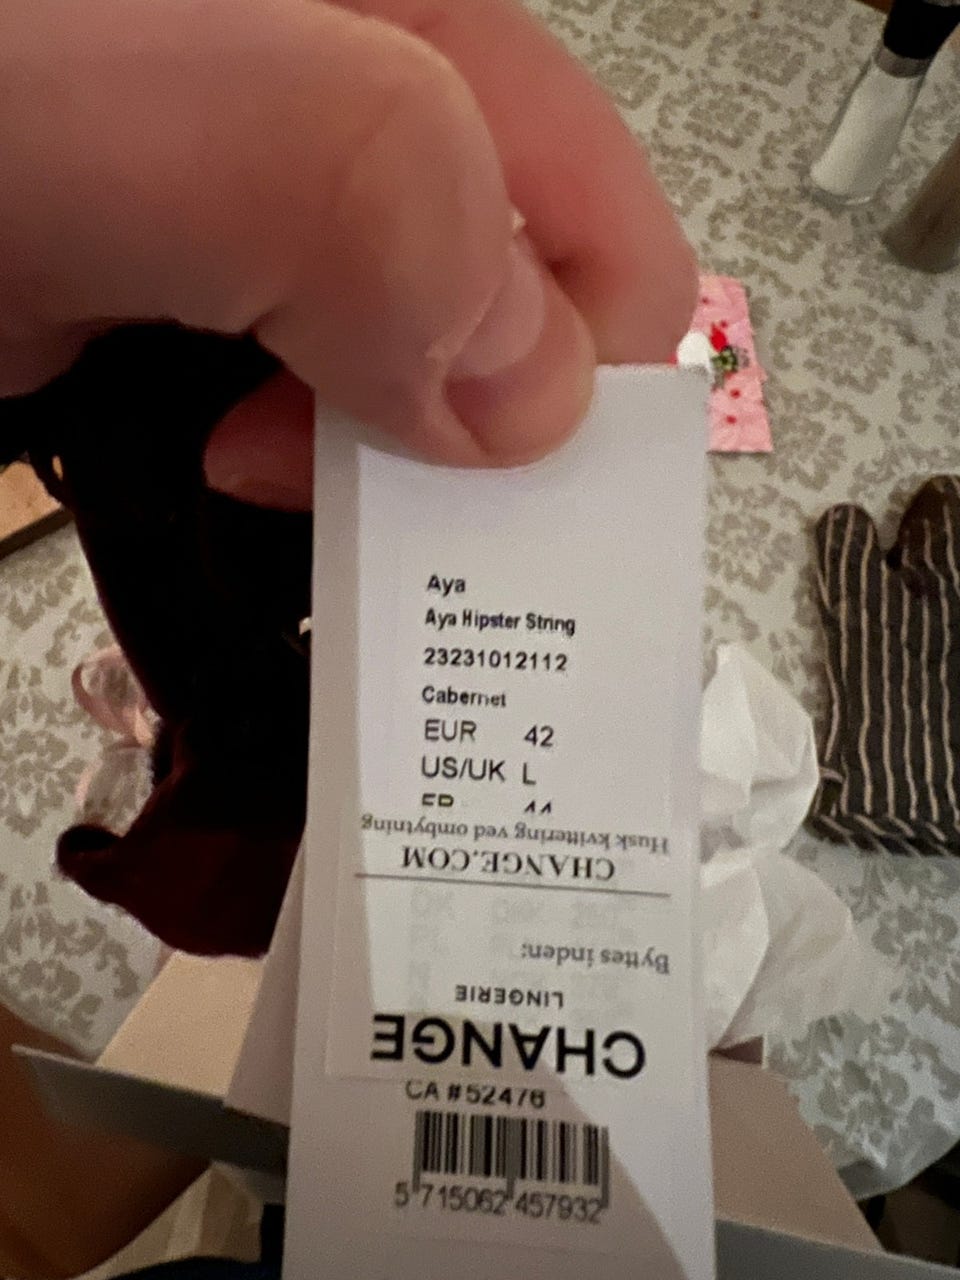 Aya
Aya Hipster String
23231012112
Cabernet
EUR 42
US/UK L
CHANGE
LINGERIE
Byttes inden:
CHANGE.COM
Husk kvittering ved ombytning
CA #52478
5 715062 457932